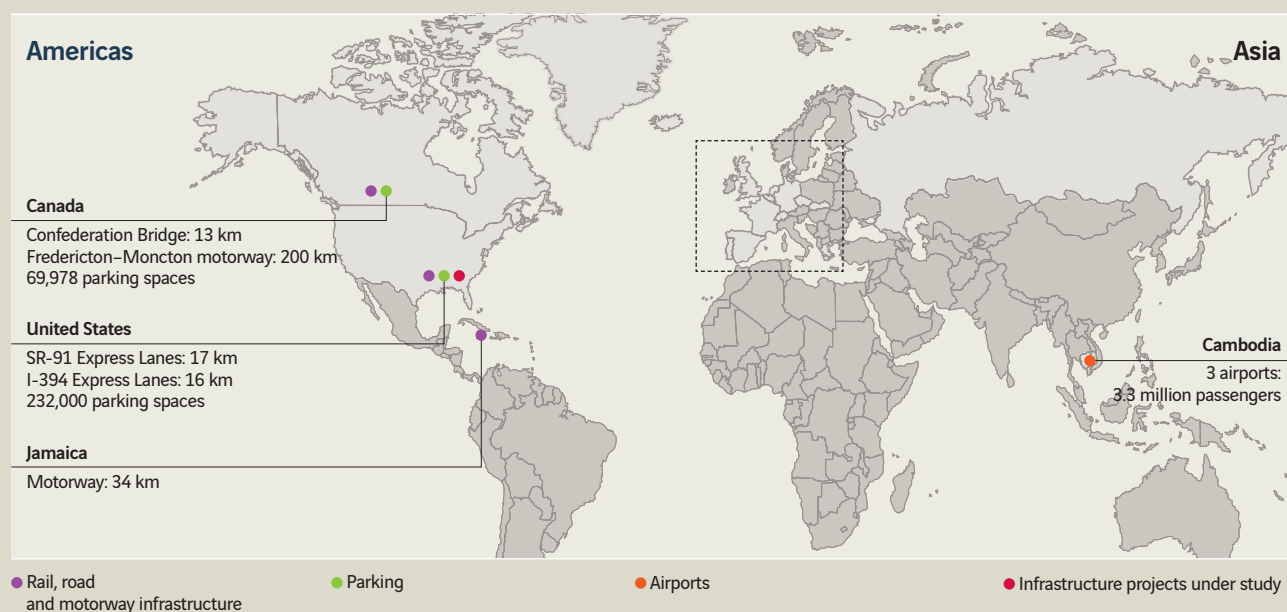 Americas
Asia
Canada
Confederation Bridge: 13 km
Fredericton–Moncton motorway: 200 km
69,978 parking spaces
United States
SR-91 Express Lanes: 17 km
I-394 Express Lanes: 16 km
232,000 parking spaces
Jamaica
Motorway: 34 km
Cambodia
3 airports:
3.3 million passengers
Rail, road
and motorway infrastructure
Parking
Airports
Infrastructure projects under study